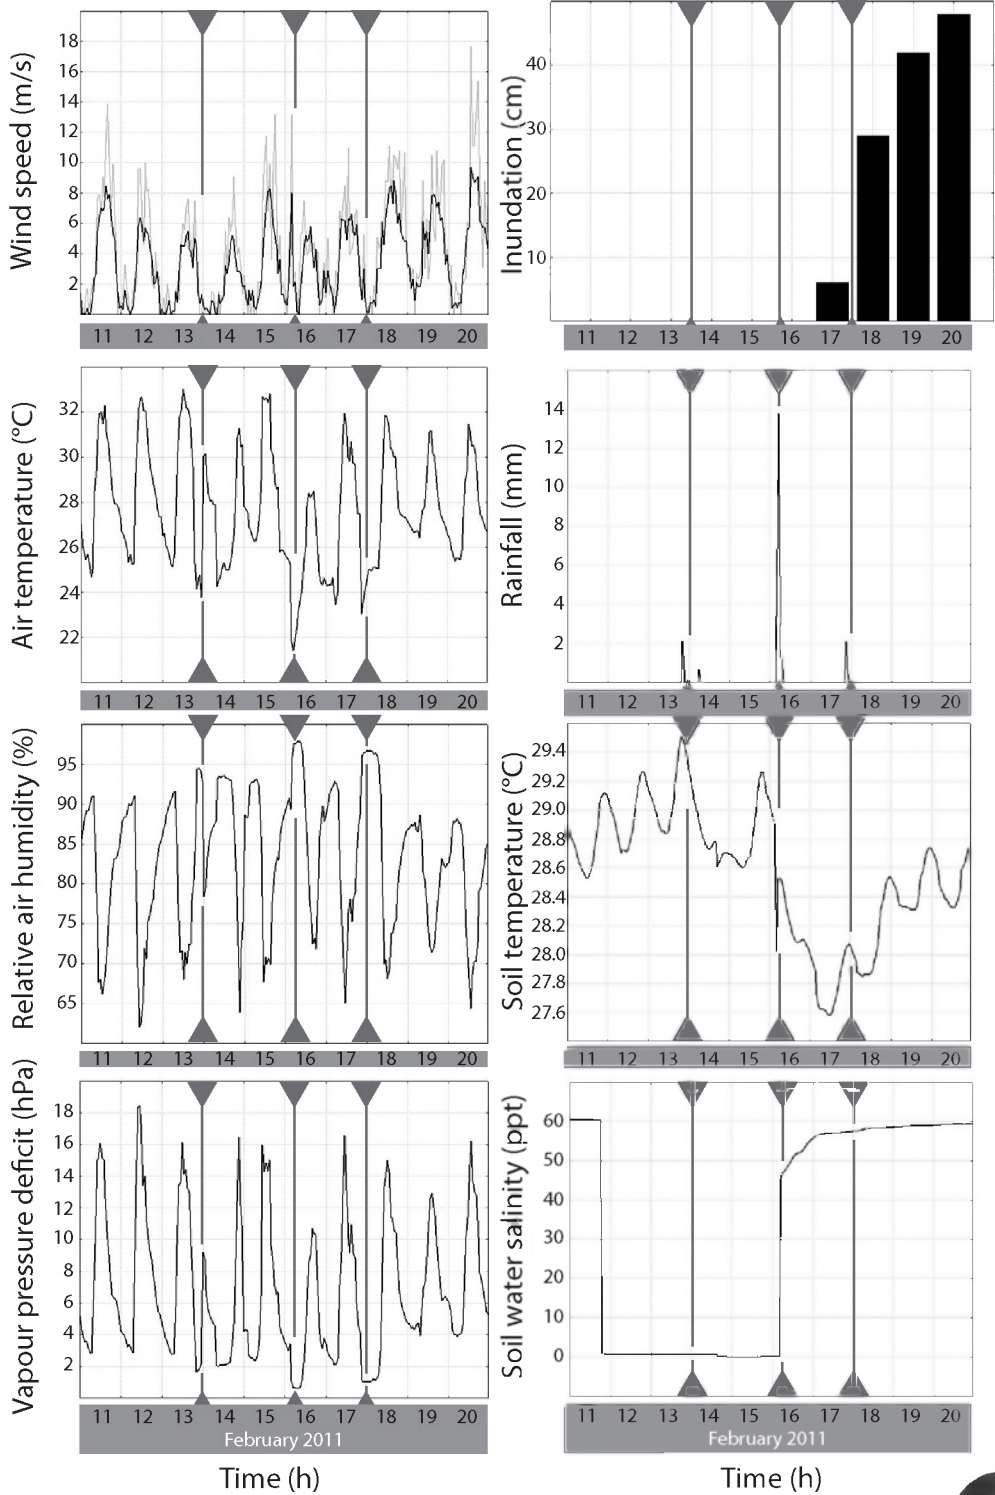 Wind speed (m/s)
18
16
14
12
10
8
6
4
2
11 12 13 14 15 16 17 18 19 20
Inundation (cm)
40
30
20
10
11 12 13 14 15 16 17 18 19 20
Air temperature (°C)
32
30
28
26
24
22
11 12 13 14 15 16 17 18 19 20
Rainfall (mm)
14
12
10
8
6
4
2
11 12 13 14 15 16 17 18 19 20
Relative air humidity (%)
95
90
85
80
75
70
65
11 12 13 14 15 16 17 18 19 20
Soil temperature (°C)
29.4
29.2
29.0
28.8
28.6
28.4
28.2
28.0
27.8
27.6
11 12 13 14 15 16 17 18 19 20
Vapour pressure deficit (hPa)
18
16
14
12
10
8
6
4
2
11 12 13 14 15 16 17 18 19 20
February 2011
Time (h)
Soil water salinity (ppt)
60
50
40
30
20
10
0
11 12 13 14 15 16 17 18 19 20
February 2011
Time (h)